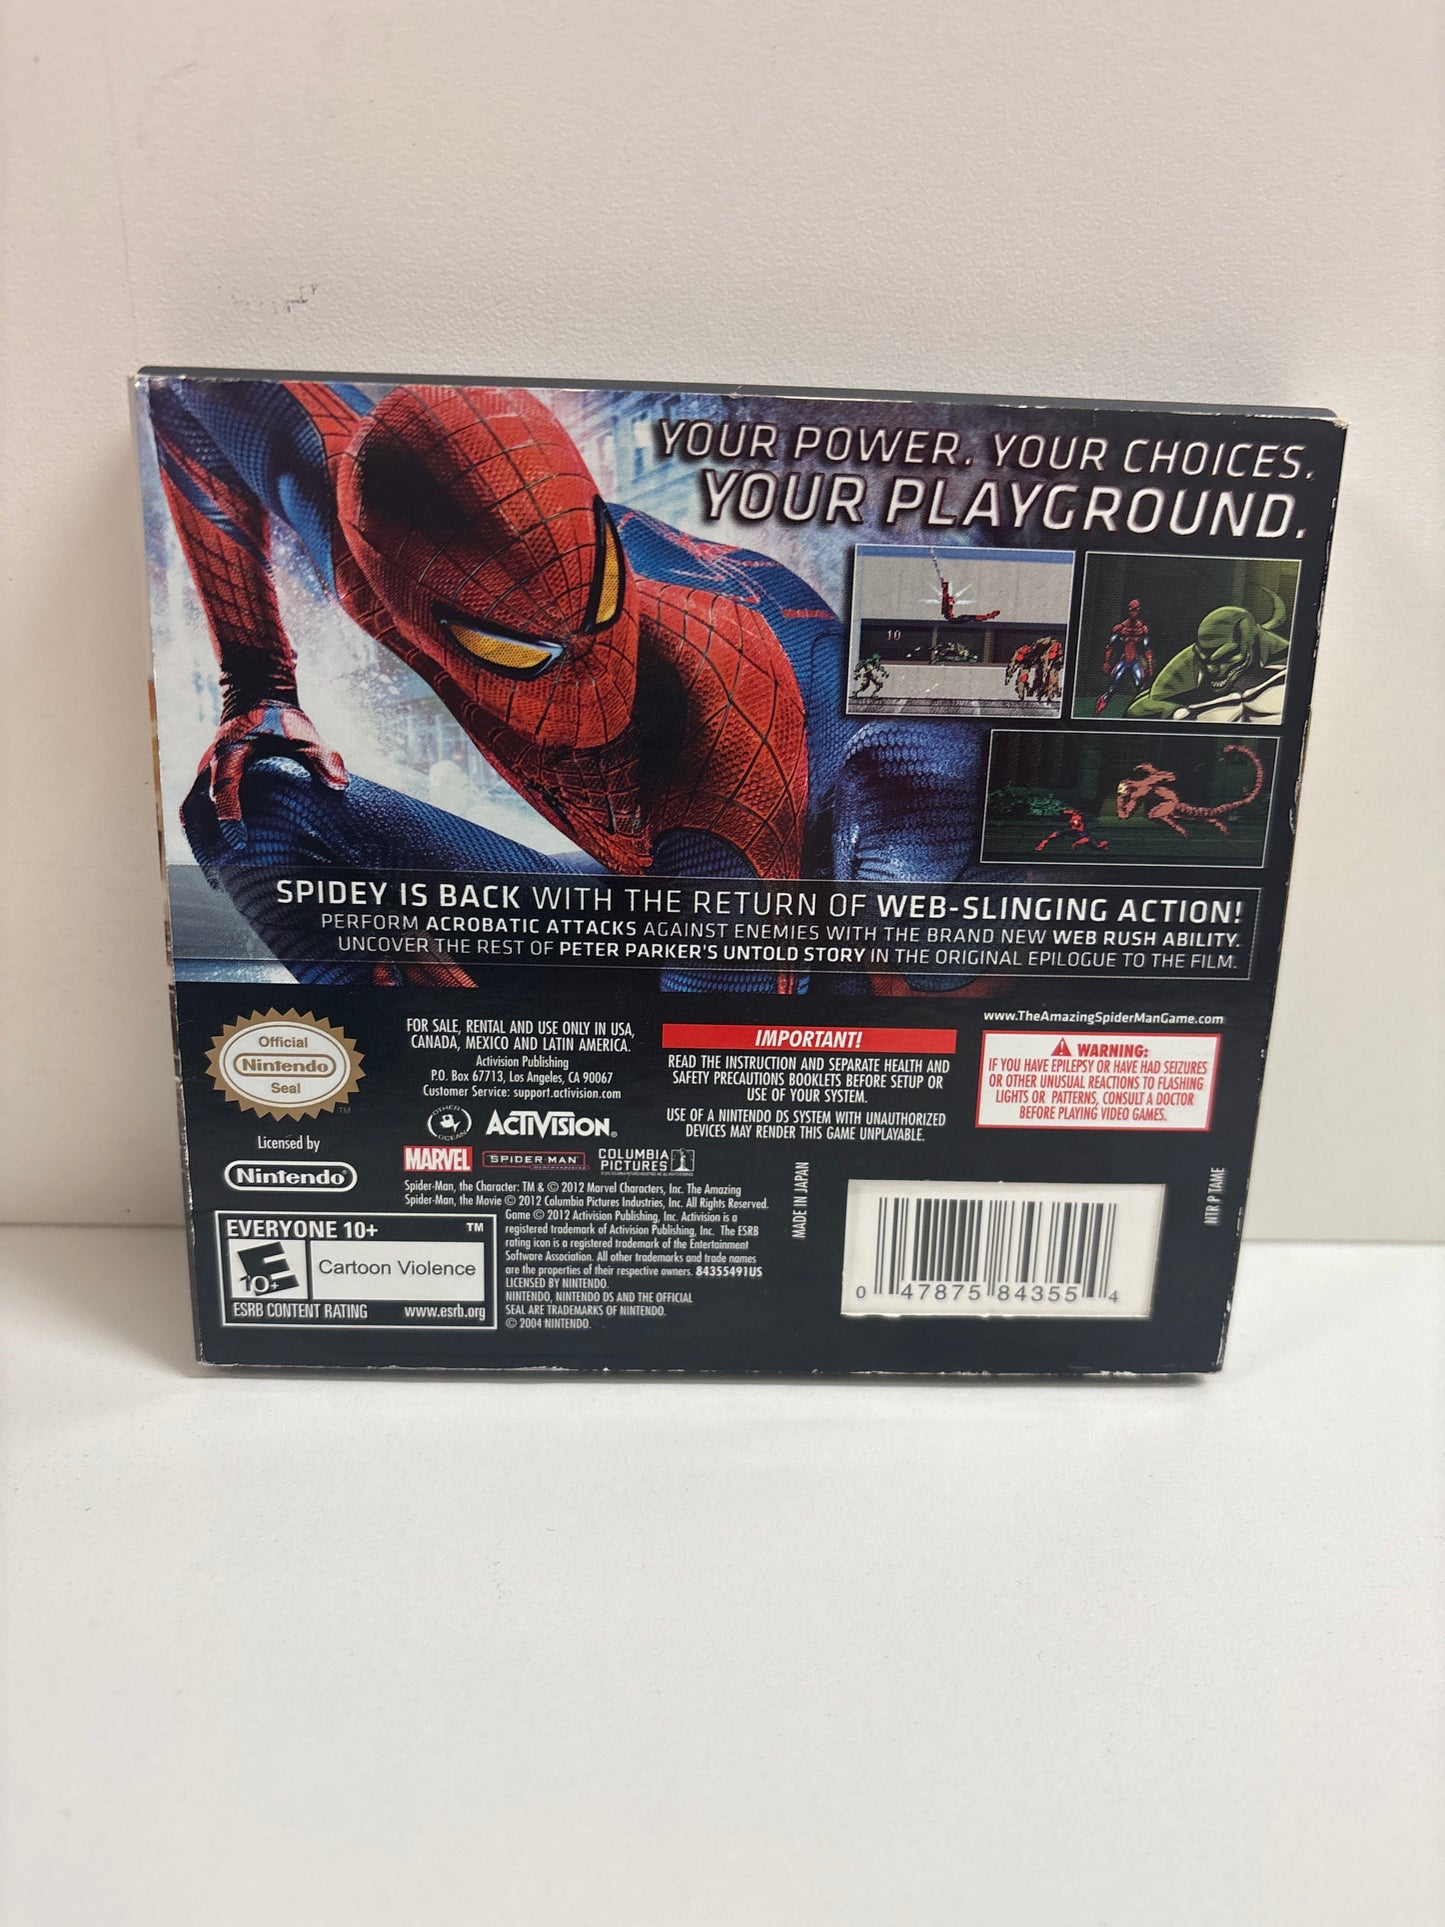 YOUR POWER. YOUR CHOICES.
YOUR PLAYGROUND.
10
SPIDEY IS BACK WITH THE RETURN OF WEB-SLINGING ACTION!
PERFORM ACROBATIC ATTACKS AGAINST ENEMIES WITH THE BRAND NEW WEB RUSH ABILITY.
UNCOVER THE REST OF PETER PARKER'S UNTOLD STORY IN THE ORIGINAL EPILOGUE TO THE FILM.
Official
Nintendo
Seal
TM
Licensed by
Nintendo®
FOR SALE, RENTAL AND USE ONLY IN USA,
CANADA, MEXICO AND LATIN AMERICA.
Activision Publishing
P.O. Box 67713, Los Angeles, CA 90067
Customer Service: support.activision.com
OTHER
OCEAN
ACTIVISION®
MARVEL
SPIDER-MAN
COLUMBIA
PICTURES
IMPORTANT!
READ THE INSTRUCTION AND SEPARATE HEALTH AND
SAFETY PRECAUTIONS BOOKLETS BEFORE SETUP OR
USE OF YOUR SYSTEM.
USE OF A NINTENDO DS SYSTEM WITH UNAUTHORIZED
DEVICES MAY RENDER THIS GAME UNPLAYABLE.
www.TheAmazingSpiderManGame.com
WARNING:
IF YOU HAVE EPILEPSY OR HAVE HAD SEIZURES
OR OTHER UNUSUAL REACTIONS TO FLASHING
LIGHTS OR PATTERNS, CONSULT A DOCTOR
BEFORE PLAYING VIDEO GAMES.
Spider-Man, the Character: TM & © 2012 Marvel Characters, Inc. The Amazing
Spider-Man, the Movie © 2012 Columbia Pictures Industries, Inc. All Rights Reserved.
Game © 2012 Activision Publishing, Inc. Activision is a
registered trademark of Activision Publishing, Inc. The ESRB
rating icon is a registered trademark of the Entertainment
Software Association. All other trademarks and trade names
are the properties of their respective owners. 84355491US
LICENSED BY NINTENDO.
NINTENDO, NINTENDO DS AND THE OFFICIAL
SEAL ARE TRADEMARKS OF NINTENDO.
© 2004 NINTENDO.
EVERYONE 10+
TM
E
10+
Cartoon Violence
ESRB CONTENT RATING www.esrb.org
MADE IN JAPAN
0 47875 84355 4
NTR P TAME